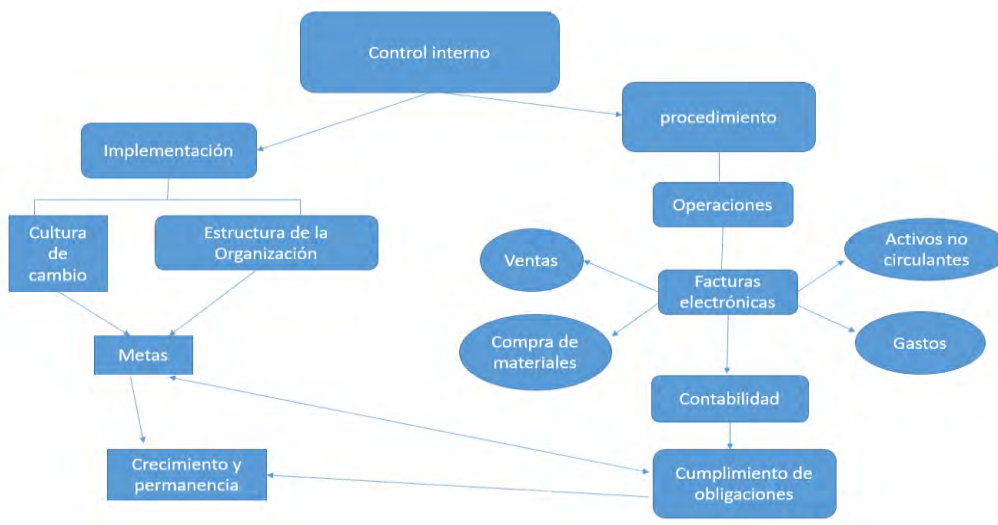 Control interno
procedimiento
Implementación
Operaciones
Cultura
de
cambio
Estructura de la
Organización
Ventas
Activos no
circulantes
Facturas
electrónicas
Compra de
materiales
Gastos
Metas
Contabilidad
Crecimiento y
permanencia
Cumplimiento de
obligaciones